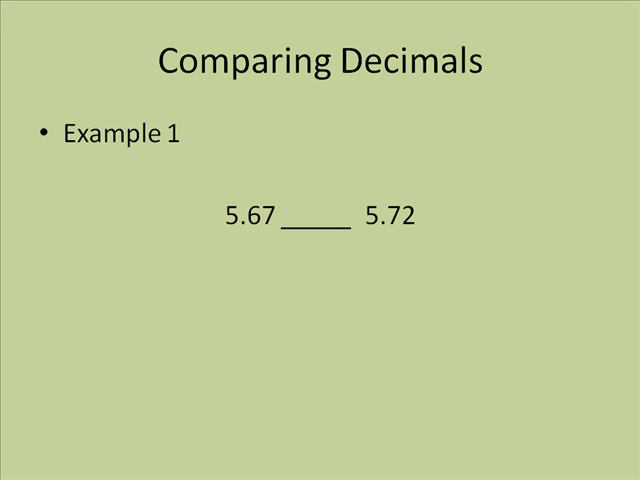 Comparing Decimals
• Example 1
5.67 _____ 5.72